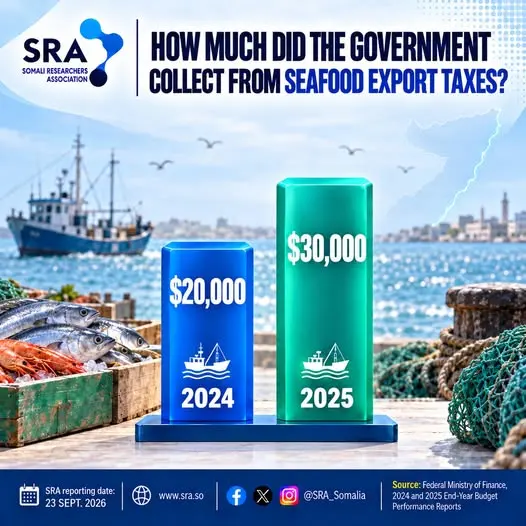 SRA
SOMALI RESEARCHERS
ASSOCIATION
HOW MUCH DID THE GOVERNMENT
COLLECT FROM SEAFOOD EXPORT TAXES?
$20,000
2024
$30,000
2025
SRA reporting date:
23 SEPT. 2026
www.sra.so
@SRA_Somalia
Source: Federal Ministry of Finance,
2024 and 2025 End-Year Budget
Performance Reports